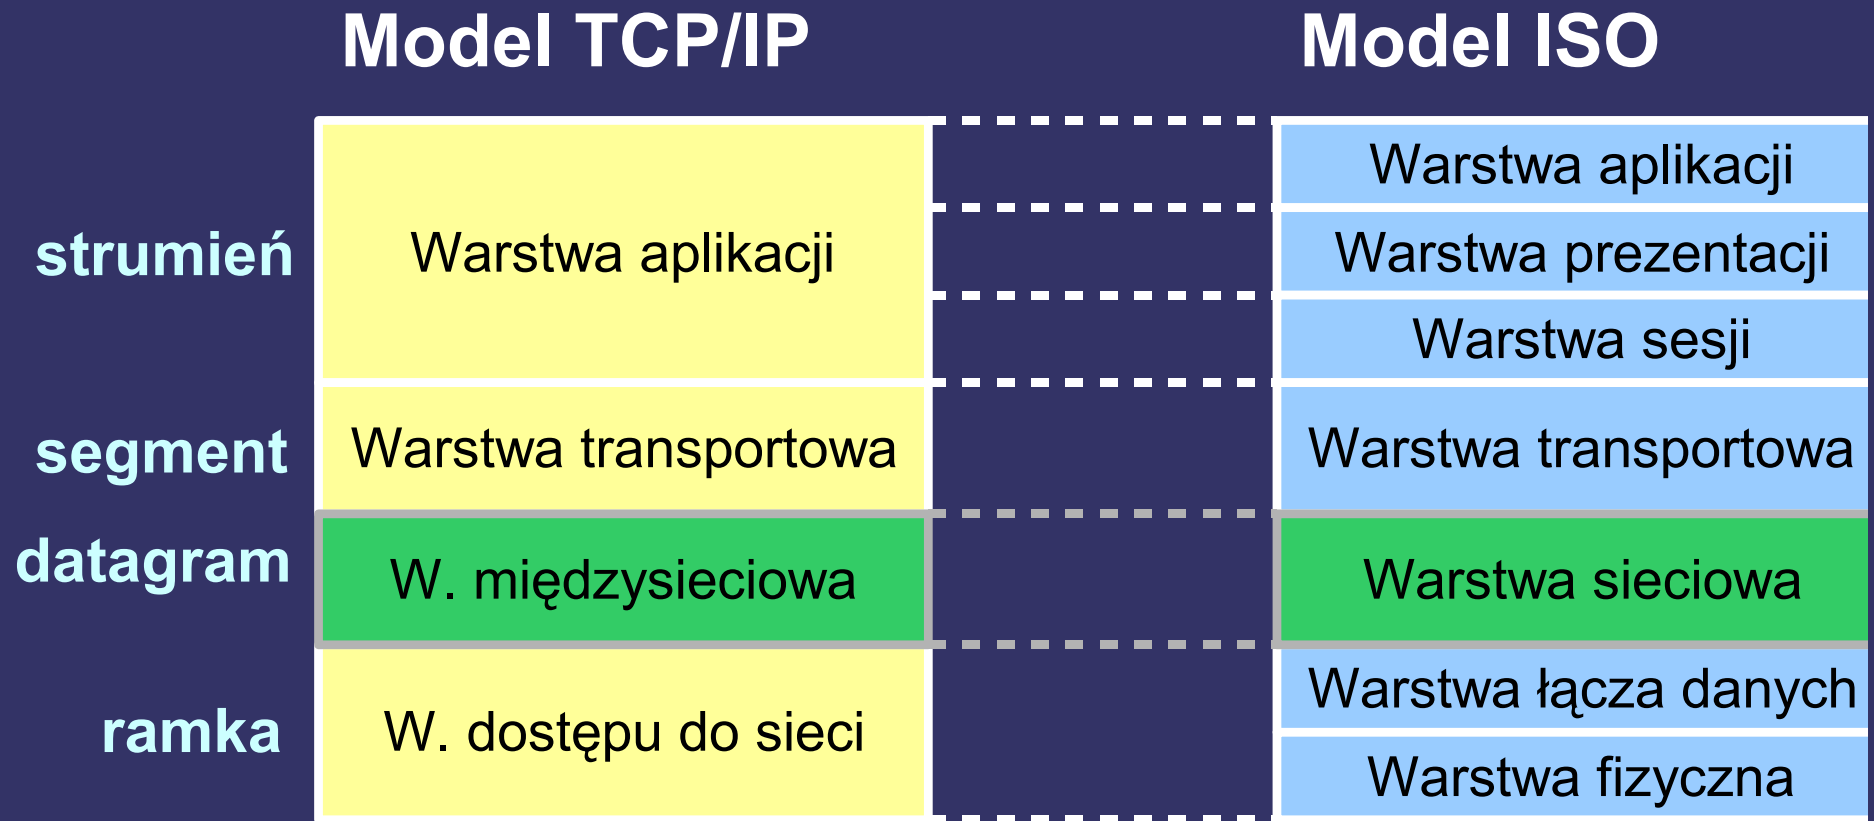 Model TCP/IP
Model ISO
strumień
segment
datagram
ramka
Warstwa aplikacji
Warstwa transportowa
W. międzysieciowa
W. dostępu do sieci
Warstwa aplikacji
Warstwa prezentacji
Warstwa sesji
Warstwa transportowa
Warstwa sieciowa
Warstwa łącza danych
Warstwa fizyczna